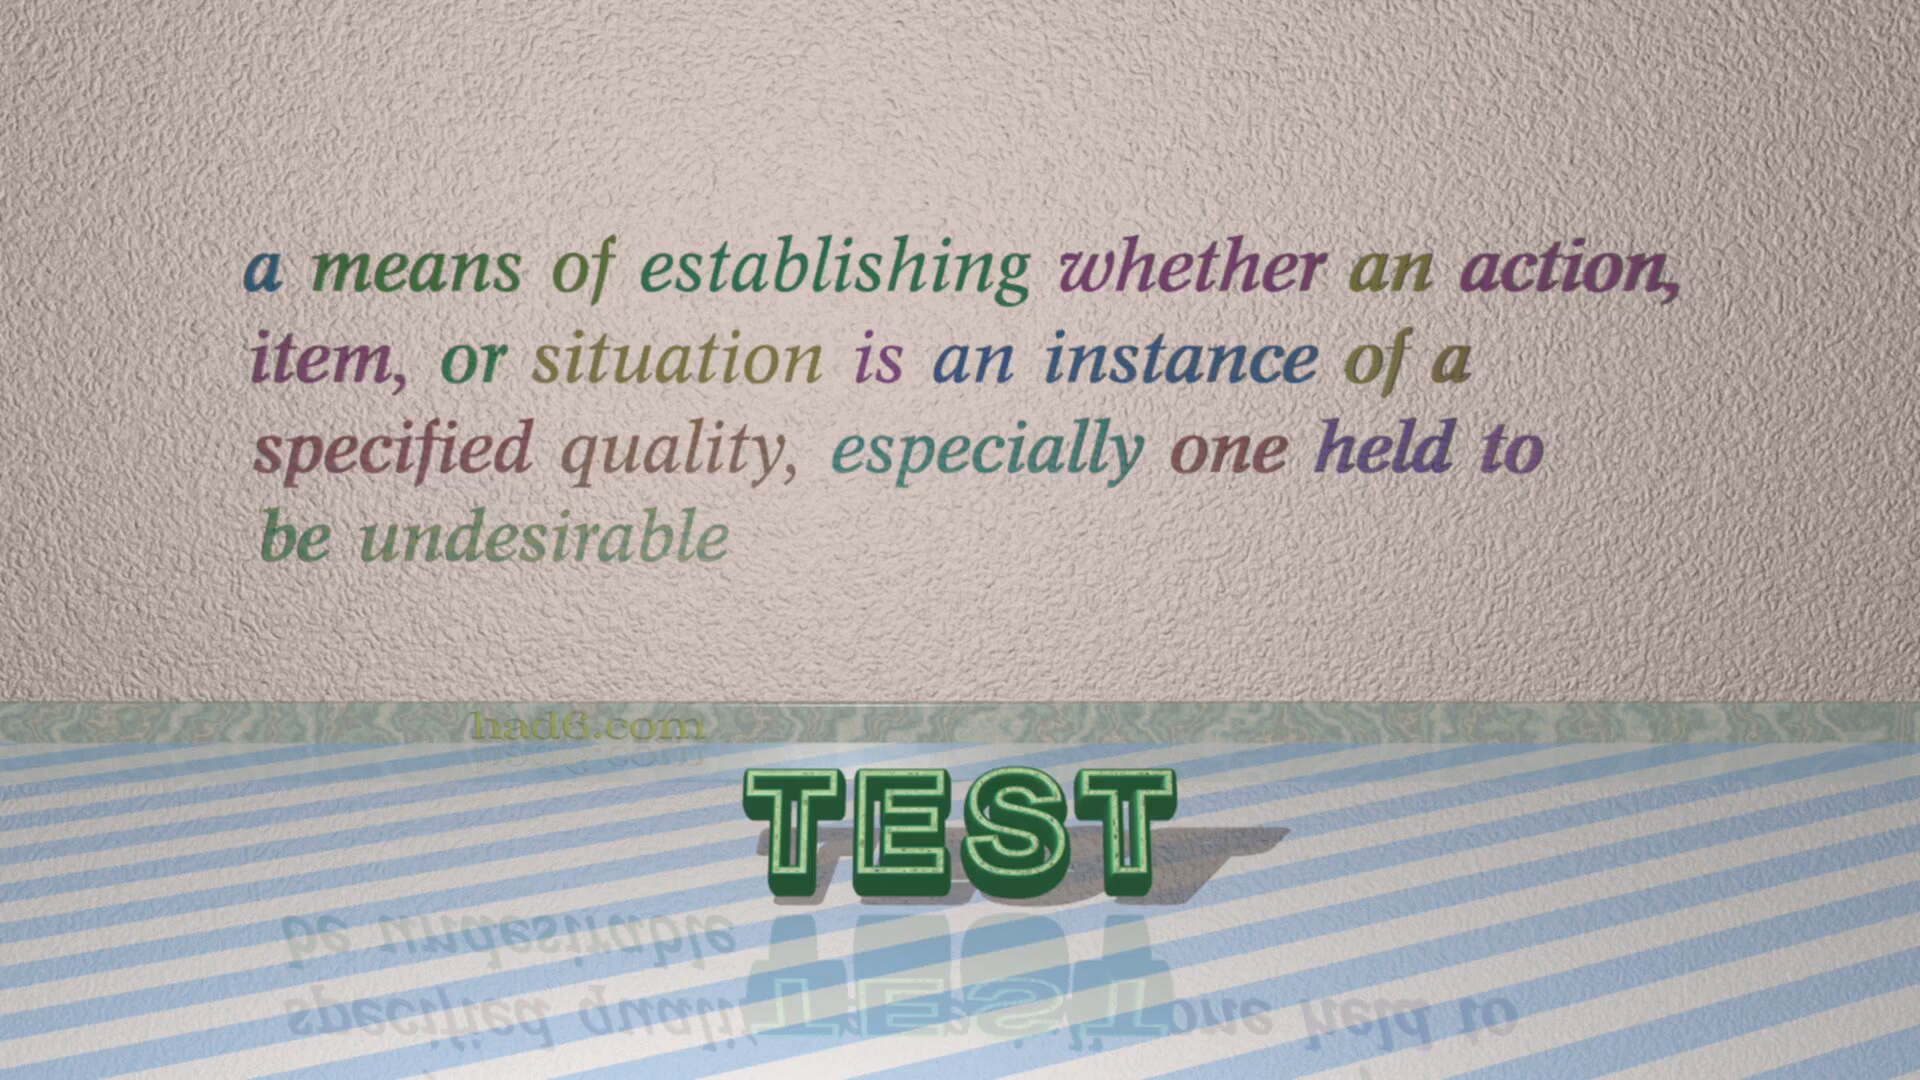 a means of establishing whether an action,
item, or situation is an instance of a
specified quality, especially one held to
be undesirable
had6.com
TEST